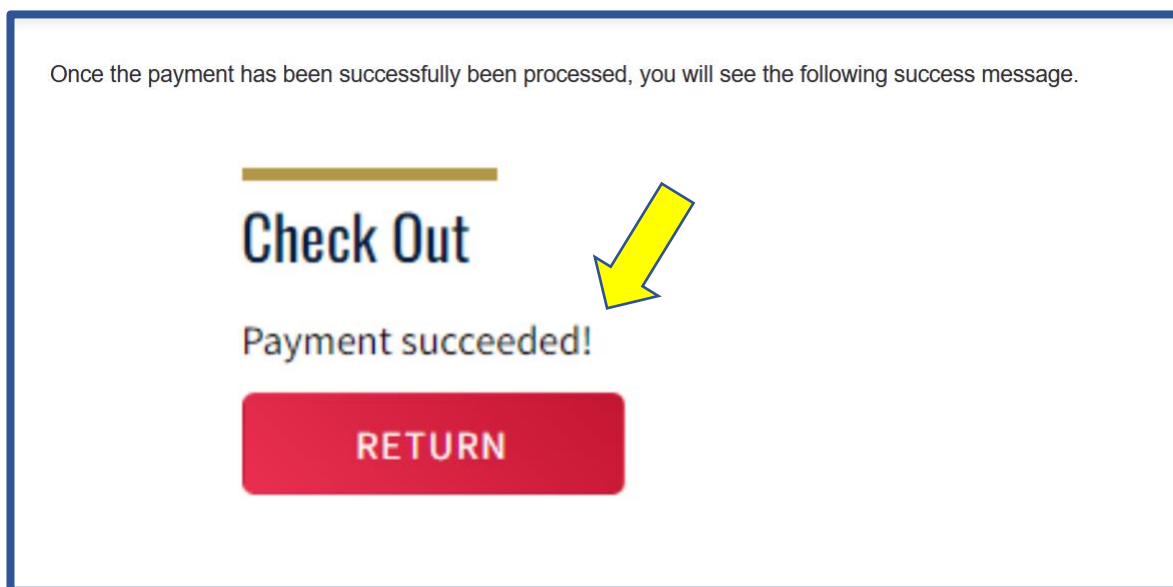 Once the payment has been successfully been processed, you will see the following success message.
Check Out
Payment succeeded!
RETURN